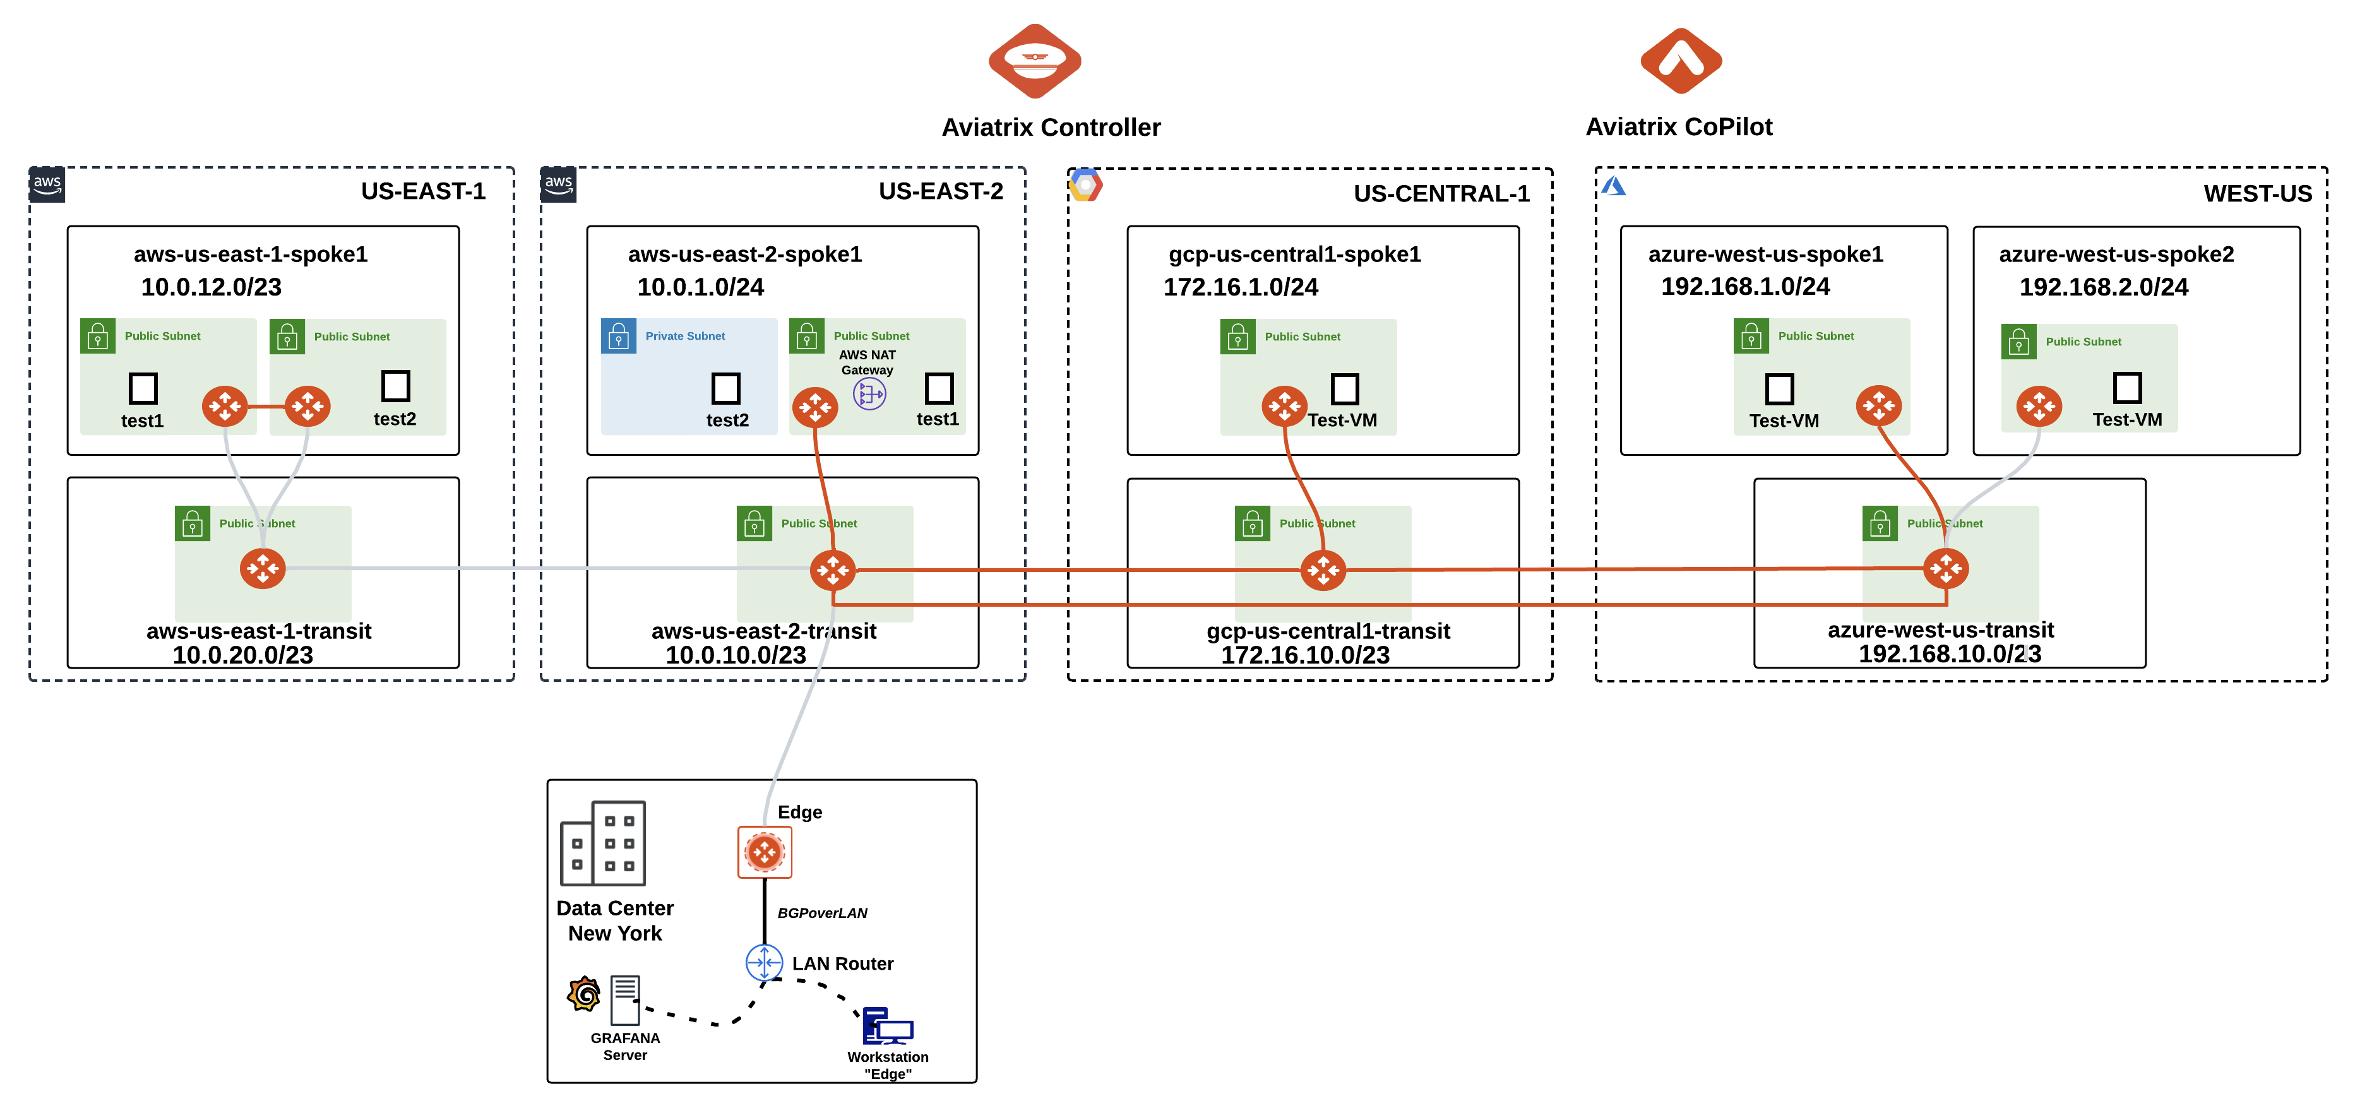 Aviatrix Controller
Aviatrix CoPilot
aws
US-EAST-1
aws-us-east-1-spoke1
10.0.12.0/23
Public Subnet
test1
Public Subnet
test2
Public Subnet
aws-us-east-1-transit
10.0.20.0/23
aws
US-EAST-2
aws-us-east-2-spoke1
10.0.1.0/24
Private Subnet
test2
Public Subnet
AWS NAT
Gateway
test1
Public Subnet
aws-us-east-2-transit
10.0.10.0/23
US-CENTRAL-1
gcp-us-central1-spoke1
172.16.1.0/24
Public Subnet
Test-VM
Public Subnet
gcp-us-central1-transit
172.16.10.0/23
WEST-US
azure-west-us-spoke1
192.168.1.0/24
Public Subnet
Test-VM
azure-west-us-spoke2
192.168.2.0/24
Public Subnet
Test-VM
Public Subnet
azure-west-us-transit
192.168.10.0/23
Edge
Data Center
New York
BGPoverLAN
LAN Router
GRAFANA
Server
Workstation
"Edge"